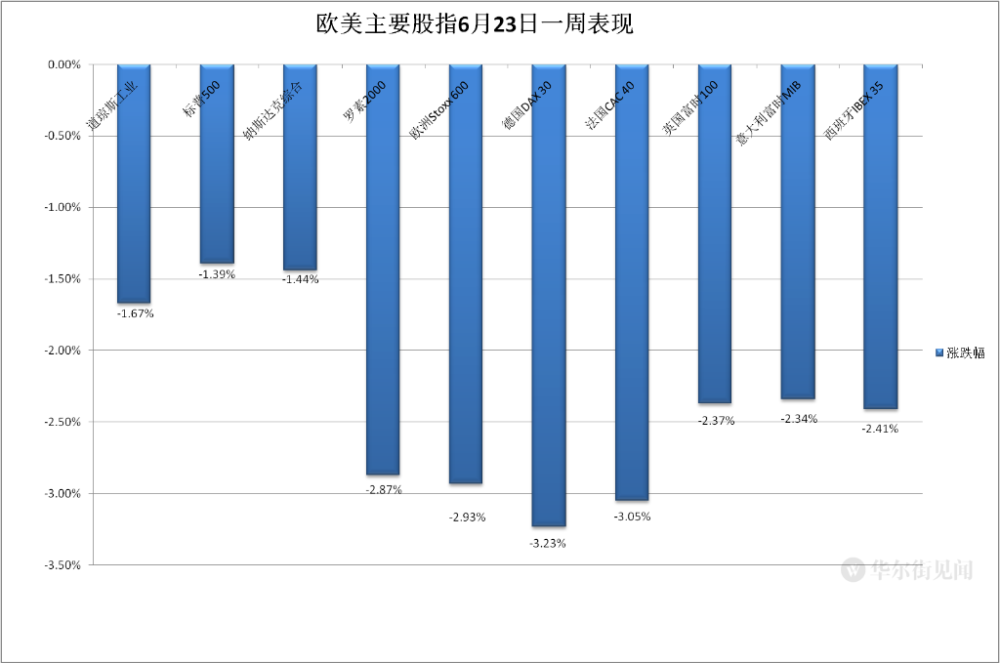 欧美主要股指6月23日一周表现
0.00%
-0.50%
-1.00%
-1.50%
-2.00%
-2.50%
-3.00%
-3.50%
道琼斯工业
标普500
纳斯达克综合
罗素2000
欧洲Stoxx 600
德国DAX 30
法国CAC 40
英国富时100
意大利富时MIB
西班牙IBEX 35
-1.67%
-1.39%
-1.44%
-2.87%
-2.93%
-3.23%
-3.05%
-2.37%
-2.34%
-2.41%
涨跌幅
W 华尔街见闻